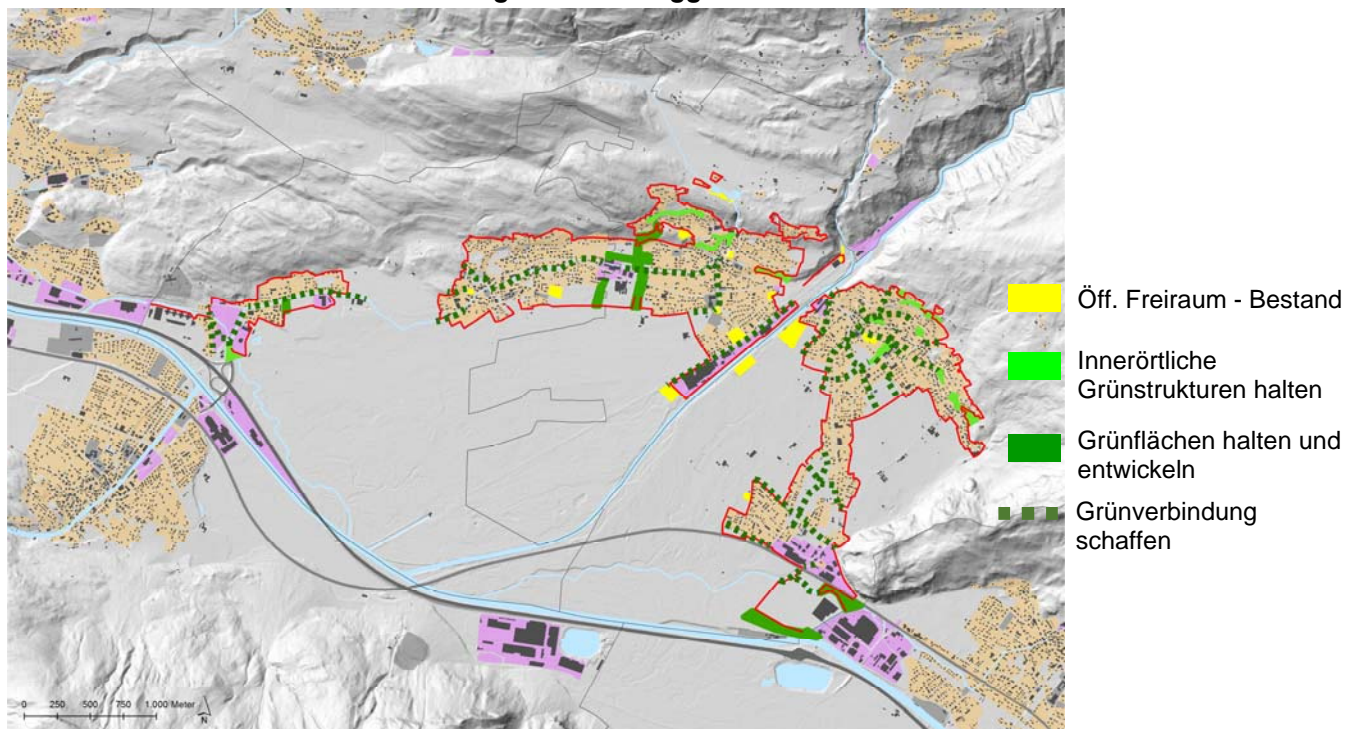 Öff. Freiraum - Bestand
Innerörtliche
Grünstrukturen halten
Grünflächen halten und
entwickeln
Grünverbindung
schaffen
0 250 500 750 1.000 Meter
N